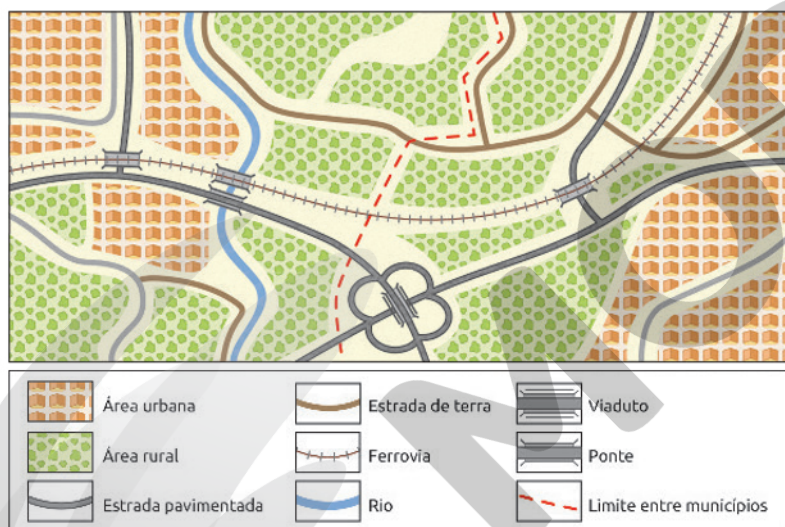 Área urbana
Estrada de terra
Viaduto
Área rural
Ferrovia
Ponte
Estrada pavimentada
Rio
Limite entre municípios